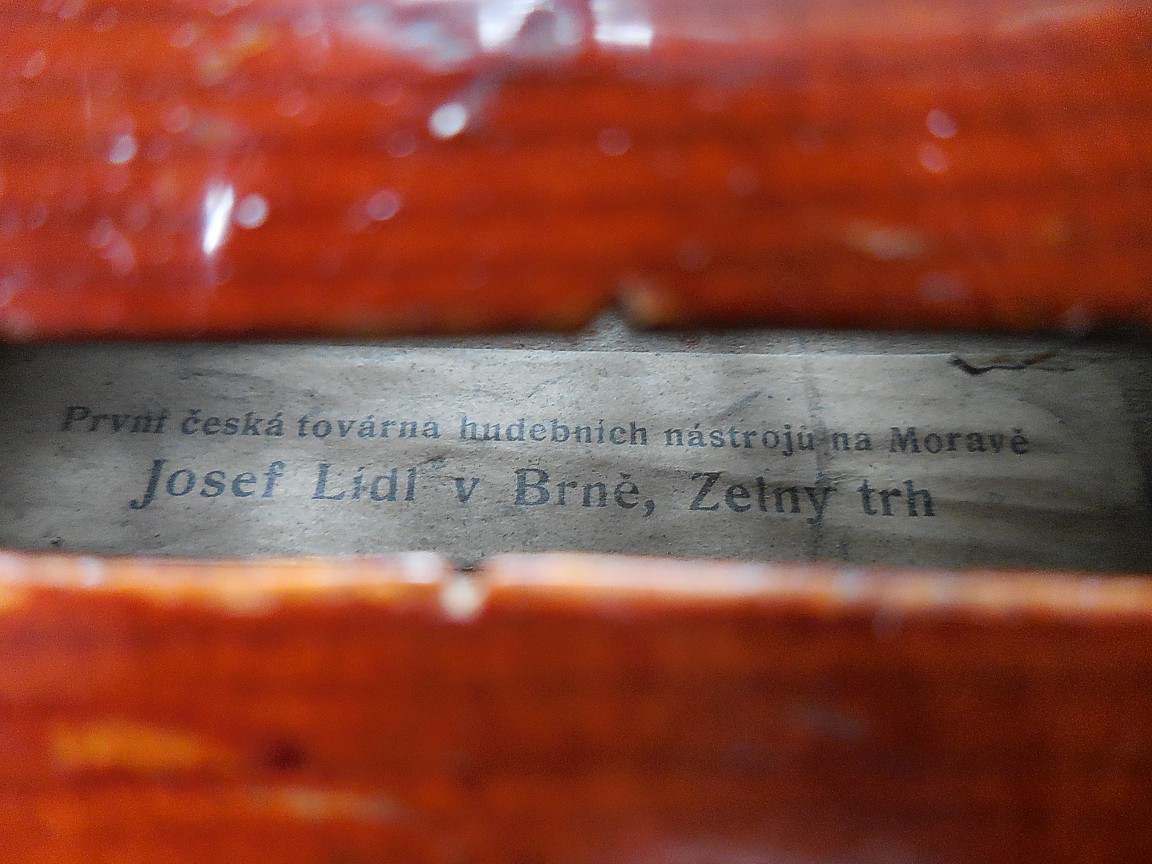 První česká továrna hudebních nástrojů na Moravě
Josef Lídl v Brně, Zelný trh